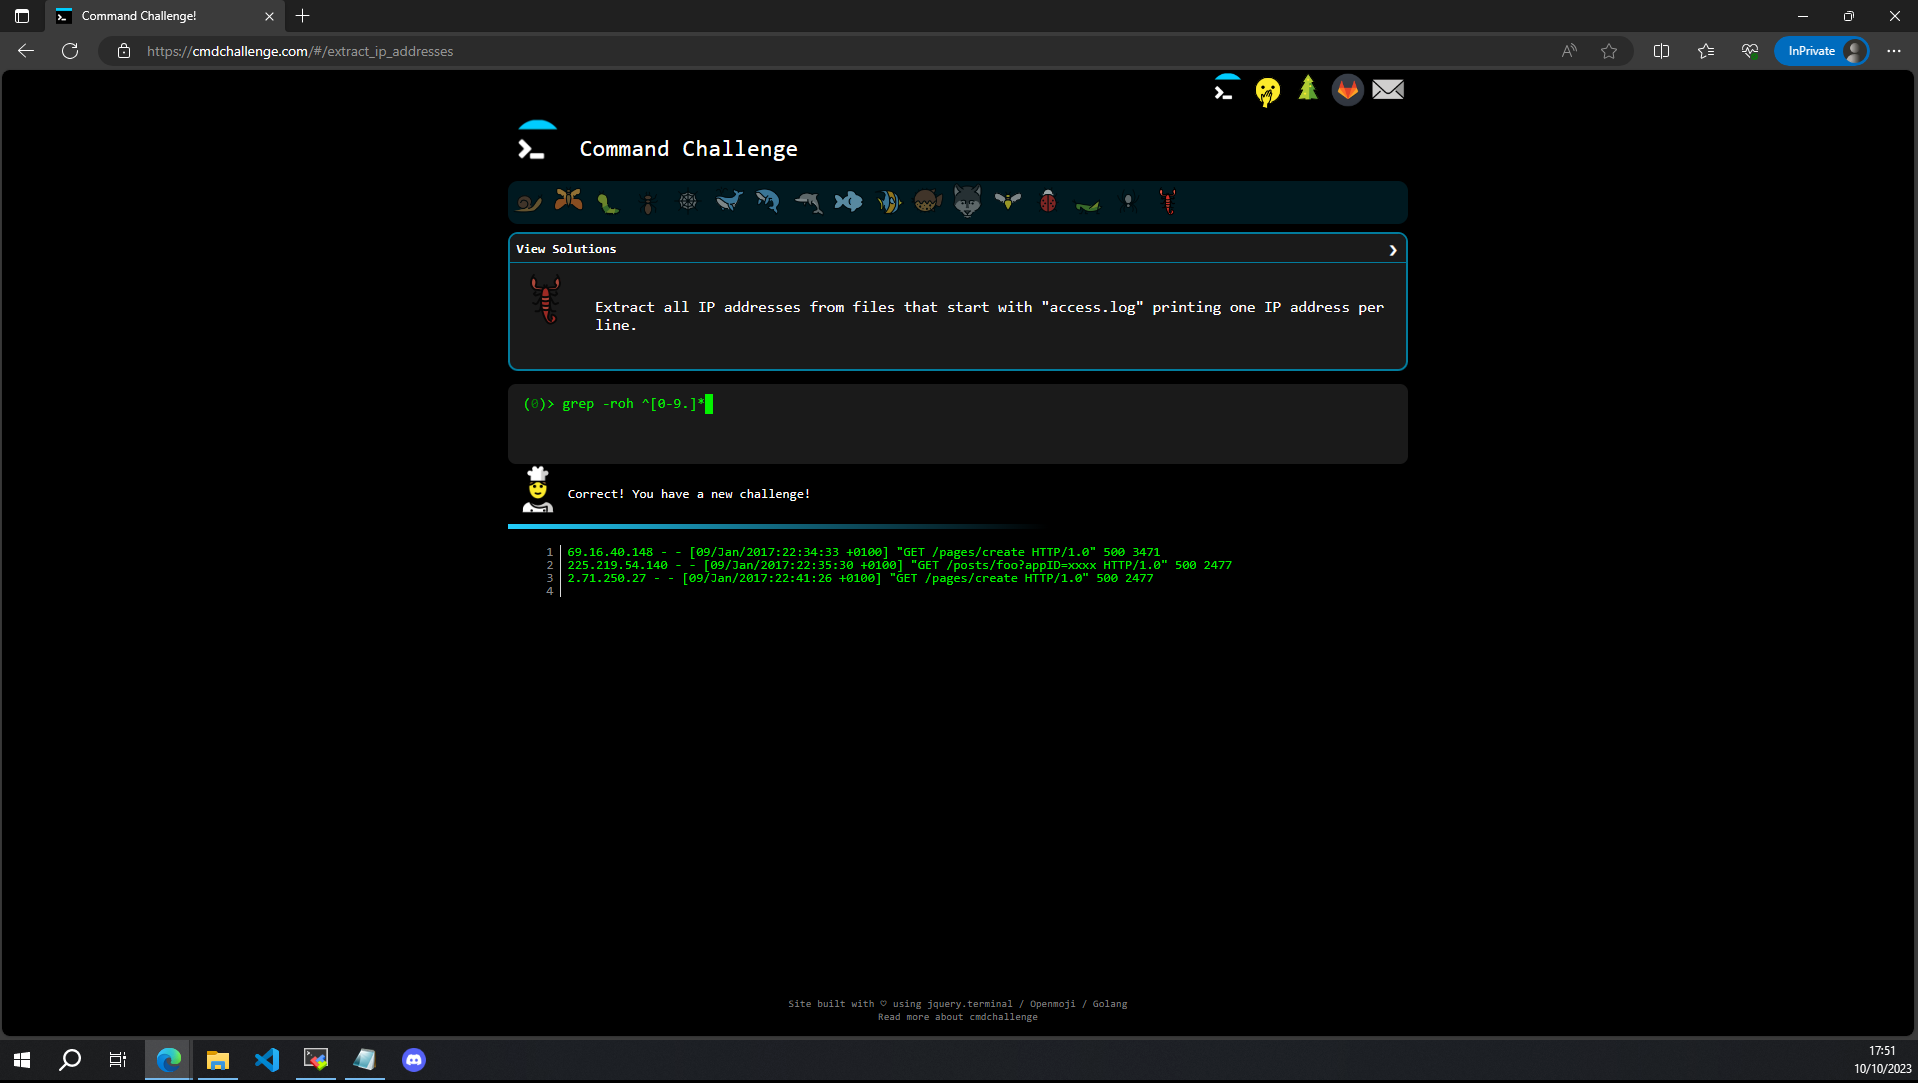 Command Challenge!
https://cmdchallenge.com/#/extract_ip_addresses
InPrivate
Command Challenge
View Solutions
Extract all IP addresses from files that start with "access.log" printing one IP address per
line.
(0)> grep -roh ^[0-9.]*
Correct! You have a new challenge!
1 69.16.40.148 - - [09/Jan/2017:22:34:33 +0100] "GET /pages/create HTTP/1.0" 500 3471
2 225.219.54.140 - - [09/Jan/2017:22:35:30 +0100] "GET /posts/foo?appID=xxxx HTTP/1.0" 500 2477
3 2.71.250.27 - - [09/Jan/2017:22:41:26 +0100] "GET /pages/create HTTP/1.0" 500 2477
4
Site built with ♡ using jquery.terminal / Openmoji / Golang
Read more about cmdchallenge
17:51
10/10/2023